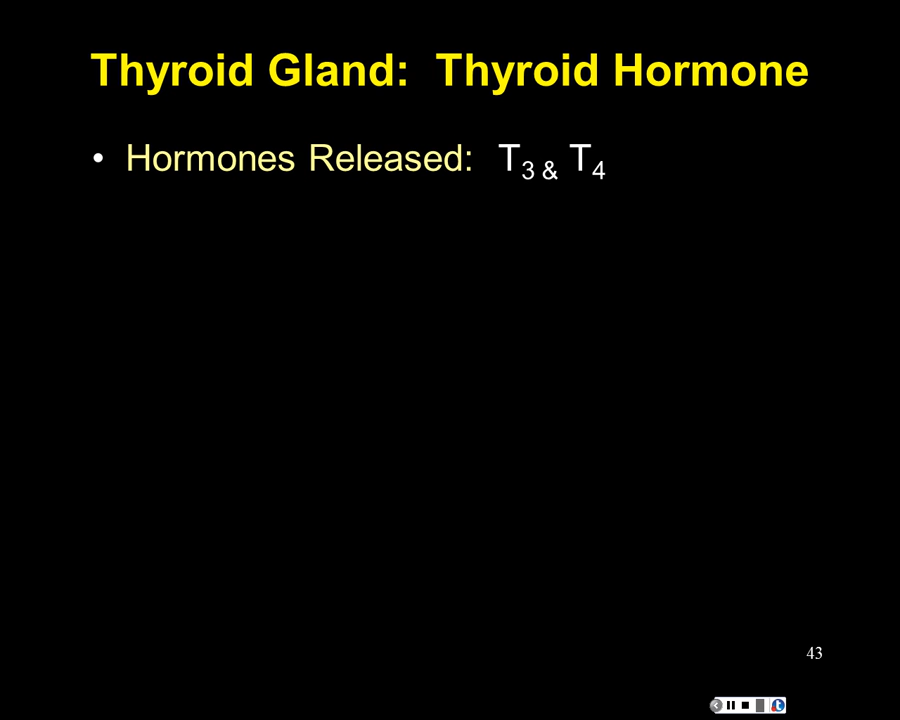 Thyroid Gland: Thyroid Hormone
• Hormones Released: T₃ & T₄
43